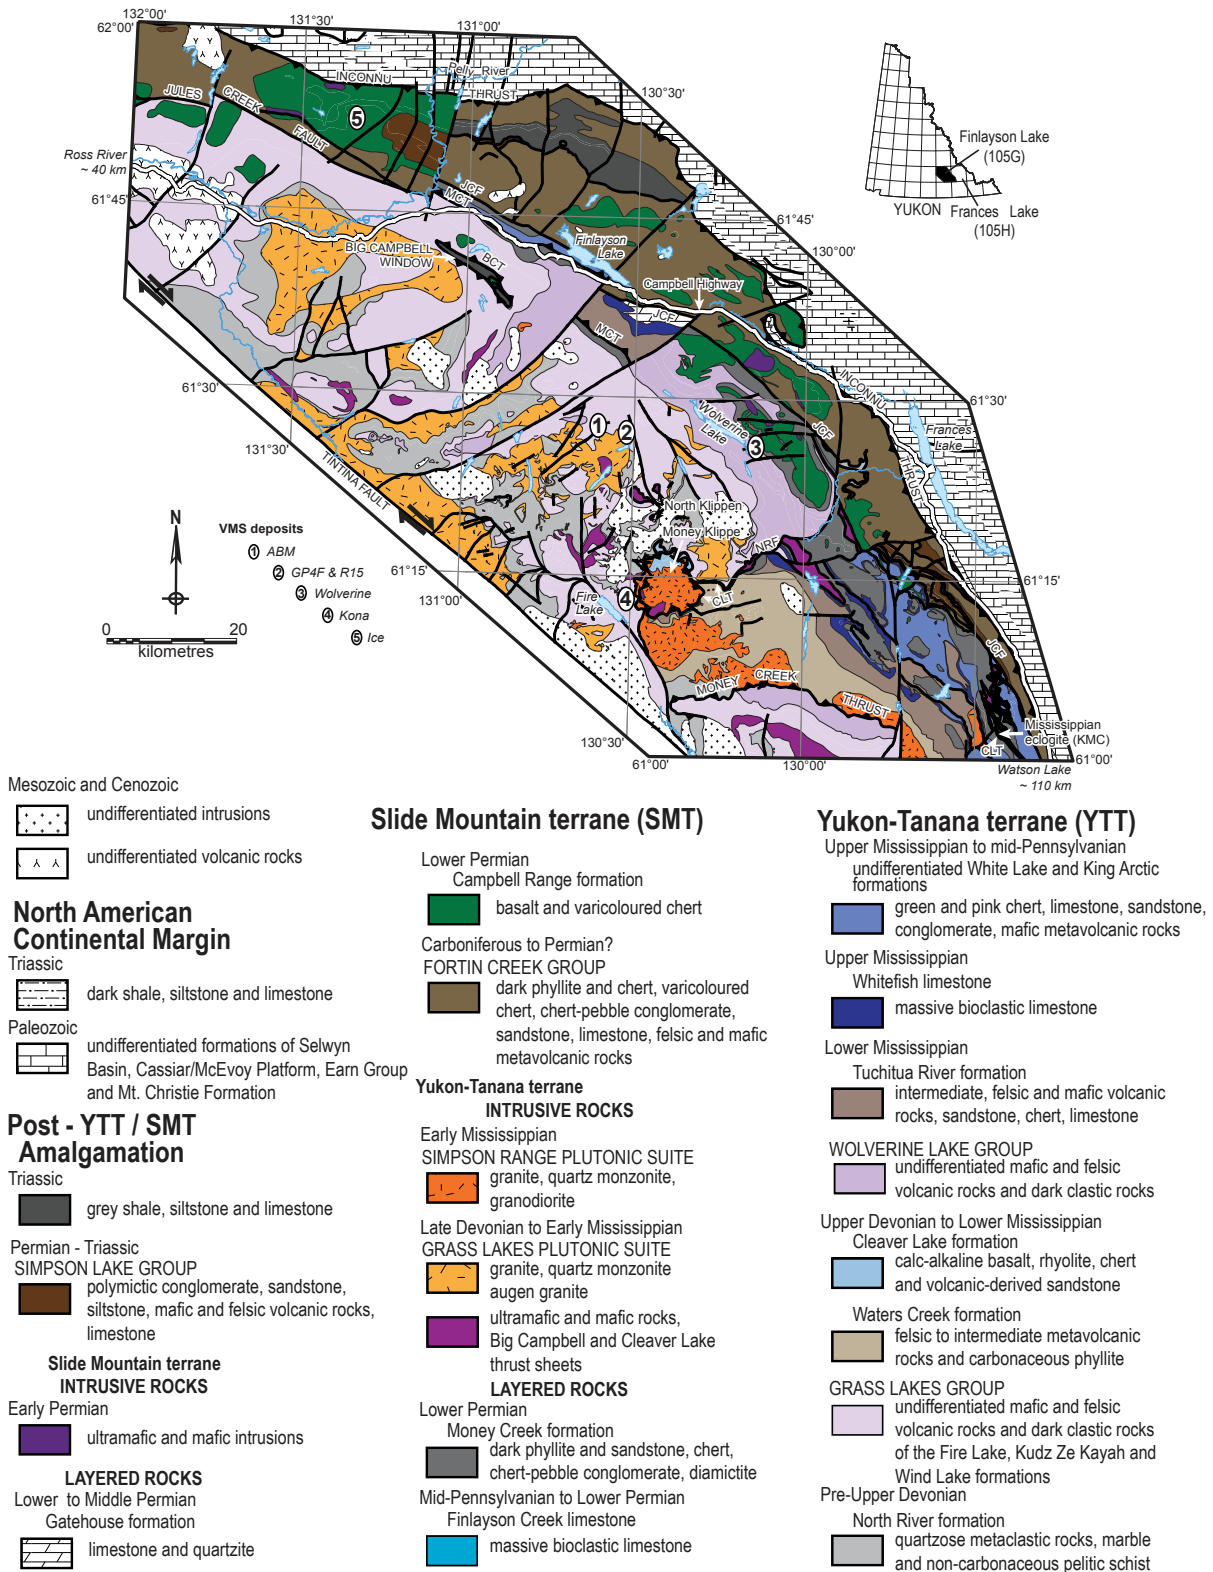 132°00'
62°00'
131°30'
131°00'
130°30'
INCONNU
THRUST
Pelly River
JULES
CREEK
FAULT
5
Ross River
~ 40 km
61°45'
JCF
MCT
Finlayson
Lake
BIG CAMPBELL
WINDOW
BCT
61°45'
130°00'
Campbell Highway
JCF
MCT
Finlayson Lake
(105G)
YUKON
Frances Lake
(105H)
61°30'
131°30'
TINTINA FAULT
1
2
Wolverine
Lake
3
JCF
INCONNU
THRUST
61°30'
Frances
Lake
North Klippen
Money Klippe
NRF
N
VMS deposits
1 ABM
2 GP4F & R15
3 Wolverine
4 Kona
5 Ice
0 20
kilometres
61°15'
131°00'
Fire
Lake
4
CLT
61°15'
MONEY CREEK
THRUST
JCF
Mississippian
eclogite (KMC)
CLT
130°30'
61°00'
130°00'
61°00'
Watson Lake
~ 110 km
Mesozoic and Cenozoic
undifferentiated intrusions
undifferentiated volcanic rocks
North American
Continental Margin
Triassic
dark shale, siltstone and limestone
Paleozoic
undifferentiated formations of Selwyn
Basin, Cassiar/McEvoy Platform, Earn Group
and Mt. Christie Formation
Post - YTT / SMT
Amalgamation
Triassic
grey shale, siltstone and limestone
Permian - Triassic
SIMPSON LAKE GROUP
polymictic conglomerate, sandstone,
siltstone, mafic and felsic volcanic rocks,
limestone
Slide Mountain terrane
INTRUSIVE ROCKS
Early Permian
ultramafic and mafic intrusions
LAYERED ROCKS
Lower to Middle Permian
Gatehouse formation
limestone and quartzite
Slide Mountain terrane (SMT)
Lower Permian
Campbell Range formation
basalt and varicoloured chert
Carboniferous to Permian?
FORTIN CREEK GROUP
dark phyllite and chert, varicoloured
chert, chert-pebble conglomerate,
sandstone, limestone, felsic and mafic
metavolcanic rocks
Yukon-Tanana terrane
INTRUSIVE ROCKS
Early Mississippian
SIMPSON RANGE PLUTONIC SUITE
granite, quartz monzonite,
granodiorite
Late Devonian to Early Mississippian
GRASS LAKES PLUTONIC SUITE
granite, quartz monzonite
augen granite
ultramafic and mafic rocks,
Big Campbell and Cleaver Lake
thrust sheets
LAYERED ROCKS
Lower Permian
Money Creek formation
dark phyllite and sandstone, chert,
chert-pebble conglomerate, diamictite
Mid-Pennsylvanian to Lower Permian
Finlayson Creek limestone
massive bioclastic limestone
Yukon-Tanana terrane (YTT)
Upper Mississippian to mid-Pennsylvanian
undifferentiated White Lake and King Arctic
formations
green and pink chert, limestone, sandstone,
conglomerate, mafic metavolcanic rocks
Upper Mississippian
Whitefish limestone
massive bioclastic limestone
Lower Mississippian
Tuchitua River formation
intermediate, felsic and mafic volcanic
rocks, sandstone, chert, limestone
WOLVERINE LAKE GROUP
undifferentiated mafic and felsic
volcanic rocks and dark clastic rocks
Upper Devonian to Lower Mississippian
Cleaver Lake formation
calc-alkaline basalt, rhyolite, chert
and volcanic-derived sandstone
Waters Creek formation
felsic to intermediate metavolcanic
rocks and carbonaceous phyllite
GRASS LAKES GROUP
undifferentiated mafic and felsic
volcanic rocks and dark clastic rocks
of the Fire Lake, Kudz Ze Kayah and
Wind Lake formations
Pre-Upper Devonian
North River formation
quartzose metaclastic rocks, marble
and non-carbonaceous pelitic schist